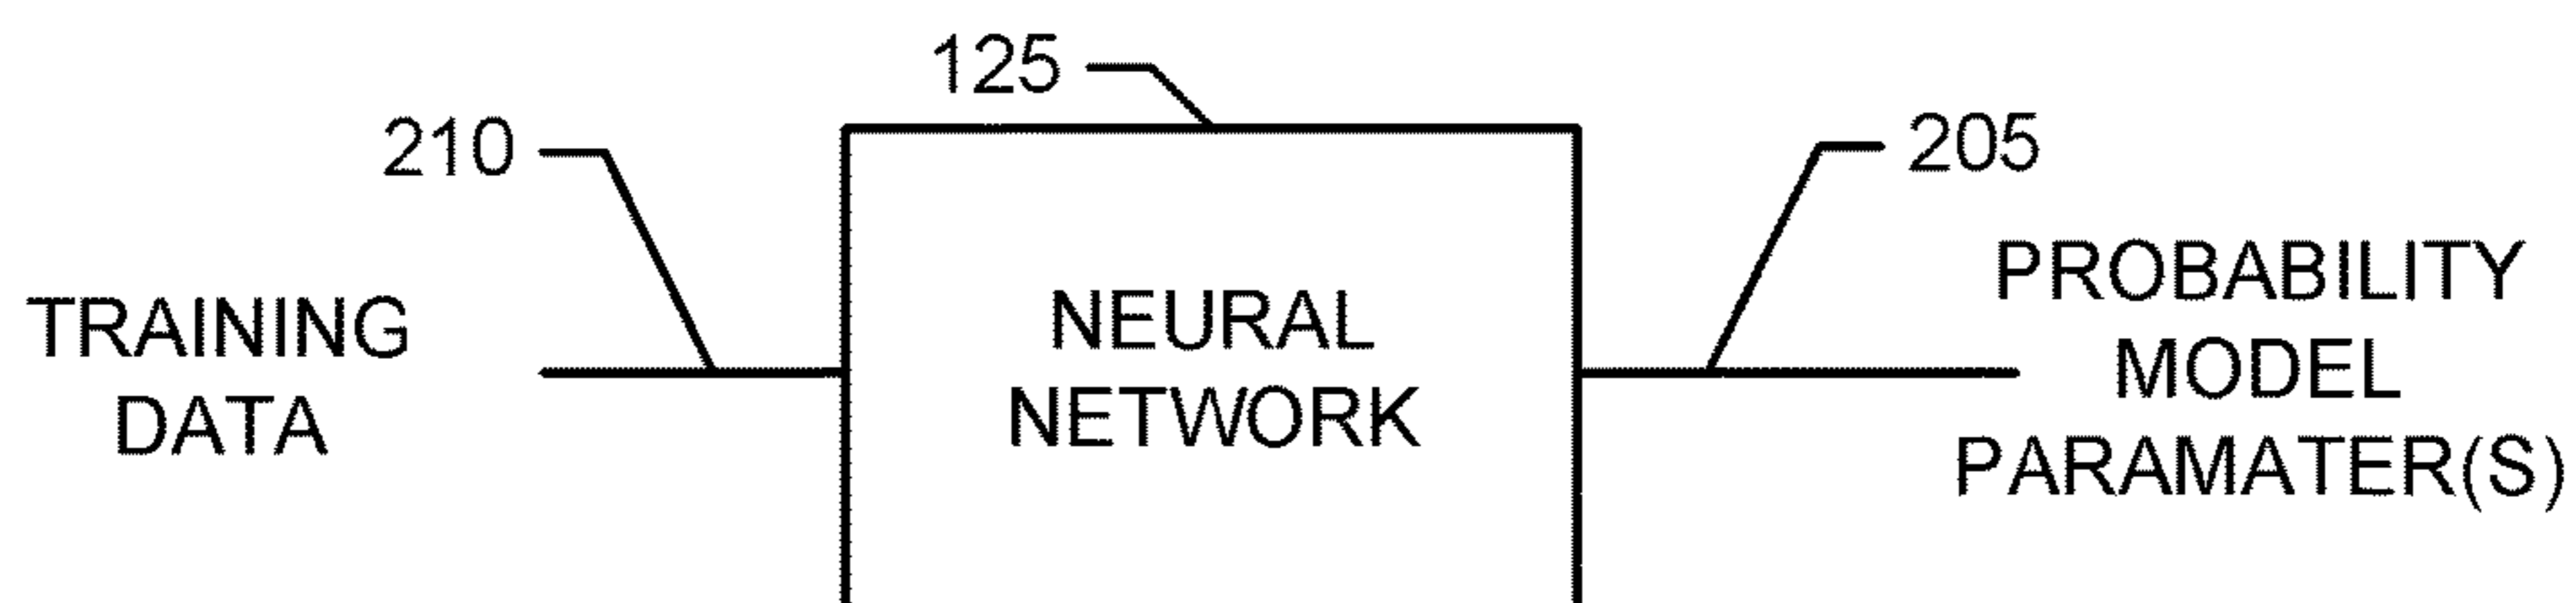 125
210
205
TRAINING
DATA
NEURAL
NETWORK
PROBABILITY
MODEL
PARAMATER(S)